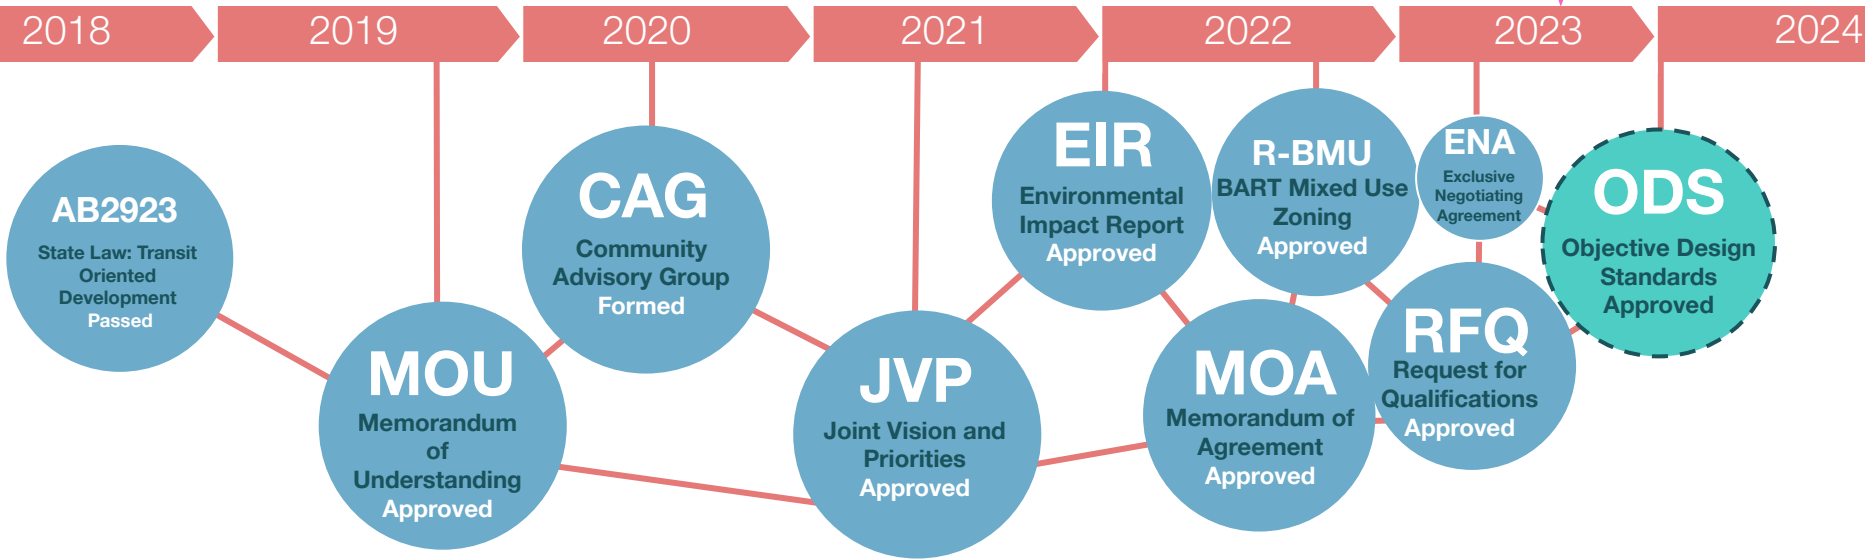 2018
2019
2020
2021
2022
2023
2024
AB2923
State Law: Transit
Oriented
Development
Passed
MOU
Memorandum
of
Understanding
Approved
CAG
Community
Advisory Group
Formed
JVP
Joint Vision and
Priorities
Approved
EIR
Environmental
Impact Report
Approved
MOA
Memorandum of
Agreement
Approved
R-BMU
BART Mixed Use
Zoning
Approved
ENA
Exclusive
Negotiating
Agreement
RFQ
Request for
Qualifications
Approved
ODS
Objective Design
Standards
Approved